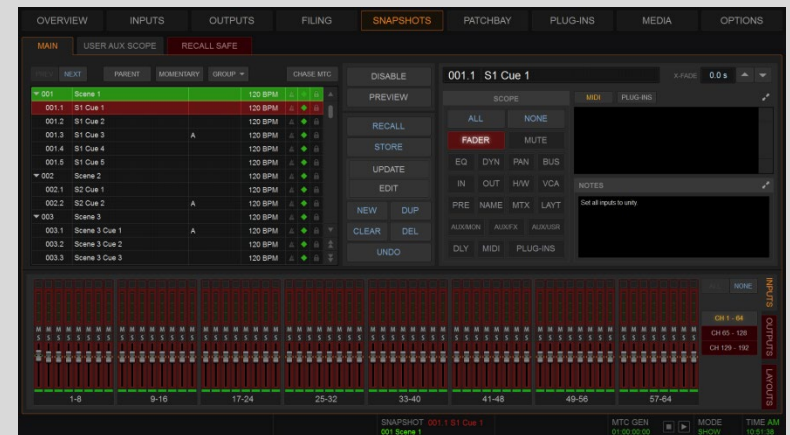 OVERVIEW INPUTS OUTPUTS FILING SNAPSHOTS PATCHBAY PLUG-INS MEDIA OPTIONS
MAIN USER AUX SCOPE RECALL SAFE
PREV NEXT PARENT MOMENTARY GROUP CHASE MTC
001 Scene 1 120 BPM
001.1 S1 Cue 1 120 BPM
001.2 S1 Cue 2 120 BPM
001.3 S1 Cue 3 A 120 BPM
001.4 S1 Cue 4 120 BPM
001.5 S1 Cue 5 120 BPM
002 Scene 2 120 BPM
002.1 S2 Cue 1 120 BPM
002.2 S2 Cue 2 A 120 BPM
003 Scene 3 120 BPM
003.1 Scene 3 Cue 1 A 120 BPM
003.2 Scene 3 Cue 2 120 BPM
003.3 Scene 3 Cue 3 120 BPM
DISABLE
PREVIEW
RECALL
STORE
UPDATE
EDIT
NEW DUP
CLEAR DEL
UNDO
001.1 S1 Cue 1 X-FADE 0.0 s
SCOPE
ALL NONE
FADER MUTE
EQ DYN PAN BUS
IN OUT H/W VCA
PRE NAME MTX LAYT
AUX/MON AUX/FX AUX/USR
DLY MIDI PLUG-INS
MIDI PLUG-INS
NOTES
Set all inputs to unity.
M M M M M M M M M M M M M M M M M M M M M M M M M M M M M M M M M M M M M M M M M M M M M M M M M M M M M M M M M M M M M M M M
S S S S S S S S S S S S S S S S S S S S S S S S S S S S S S S S S S S S S S S S S S S S S S S S S S S S S S S S S S S S S S S S
1-8 9-16 17-24 25-32 33-40 41-48 49-56 57-64
ALL NONE
CH 1 - 64
CH 65 - 128
CH 129 - 192
INPUTS
OUTPUTS
LAYOUTS
SNAPSHOT 001.1 S1 Cue 1
001 Scene 1
MTC GEN
01:00:00:00
MODE
SHOW
TIME AM
10:51:38